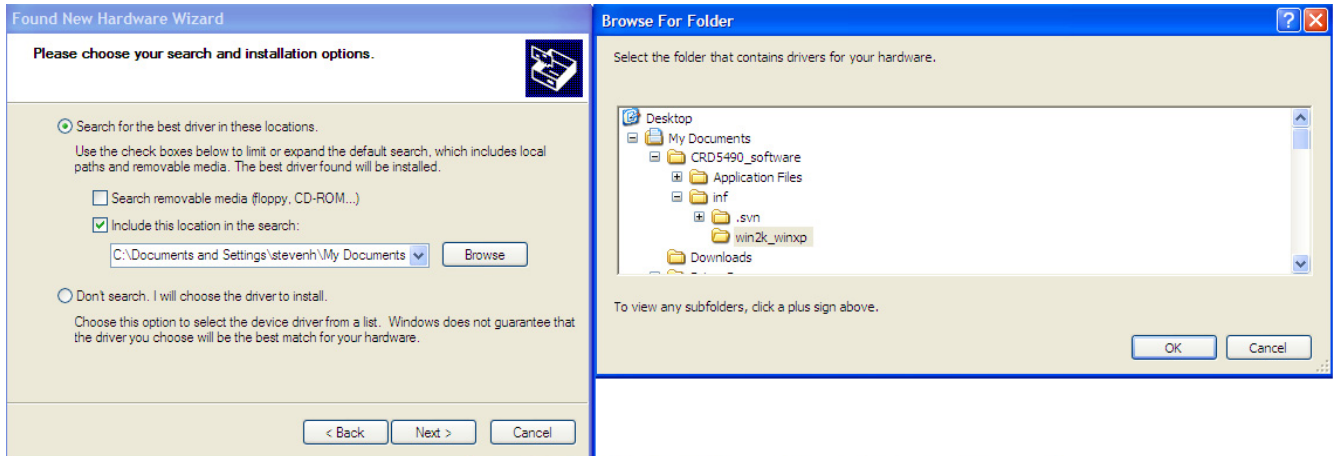 Found New Hardware Wizard
Please choose your search and installation options.
Search for the best driver in these locations.
Use the check boxes below to limit or expand the default search, which includes local
paths and removable media. The best driver found will be installed.
Search removable media (floppy, CD-ROM...)
Include this location in the search:
C:\Documents and Settings\stevenh\My Documents
Browse
Don't search. I will choose the driver to install.
Choose this option to select the device driver from a list. Windows does not guarantee that
the driver you choose will be the best match for your hardware.
< Back
Next >
Cancel
Browse For Folder
Select the folder that contains drivers for your hardware.
Desktop
My Documents
CRD5490_software
Application Files
inf
.svn
win2k_winxp
Downloads
To view any subfolders, click a plus sign above.
OK
Cancel